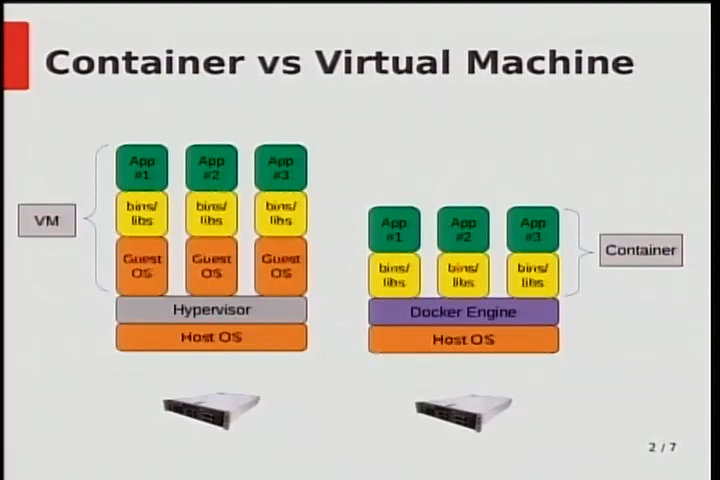 Container vs Virtual Machine
VM
App
#1
App
#2
App
#3
bins/
libs
bins/
libs
bins/
libs
Guest
OS
Guest
OS
Guest
OS
Hypervisor
Host OS
App
#1
App
#2
App
#3
bins/
libs
bins/
libs
bins/
libs
Docker Engine
Host OS
Container
2 / 7